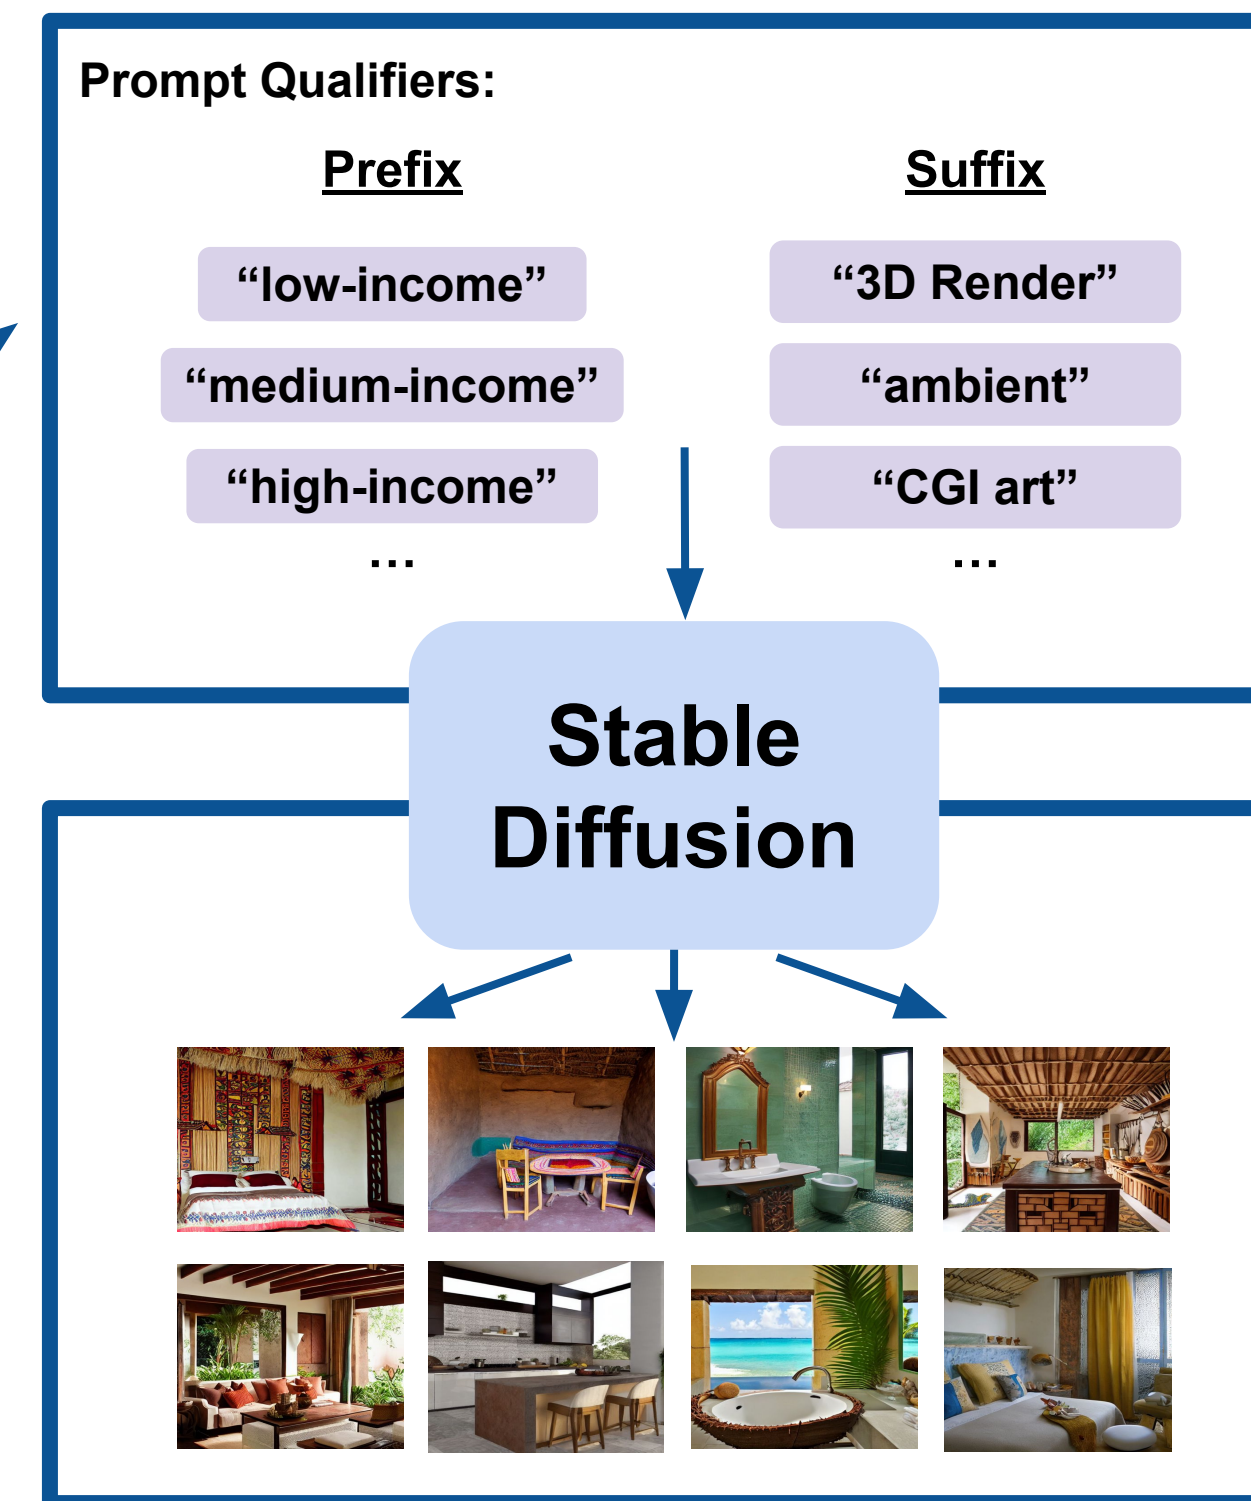 Prompt Qualifiers:
Prefix
Suffix
“low-income”
“3D Render”
“medium-income”
“ambient”
“high-income”
“CGI art”
...
...
Stable
Diffusion